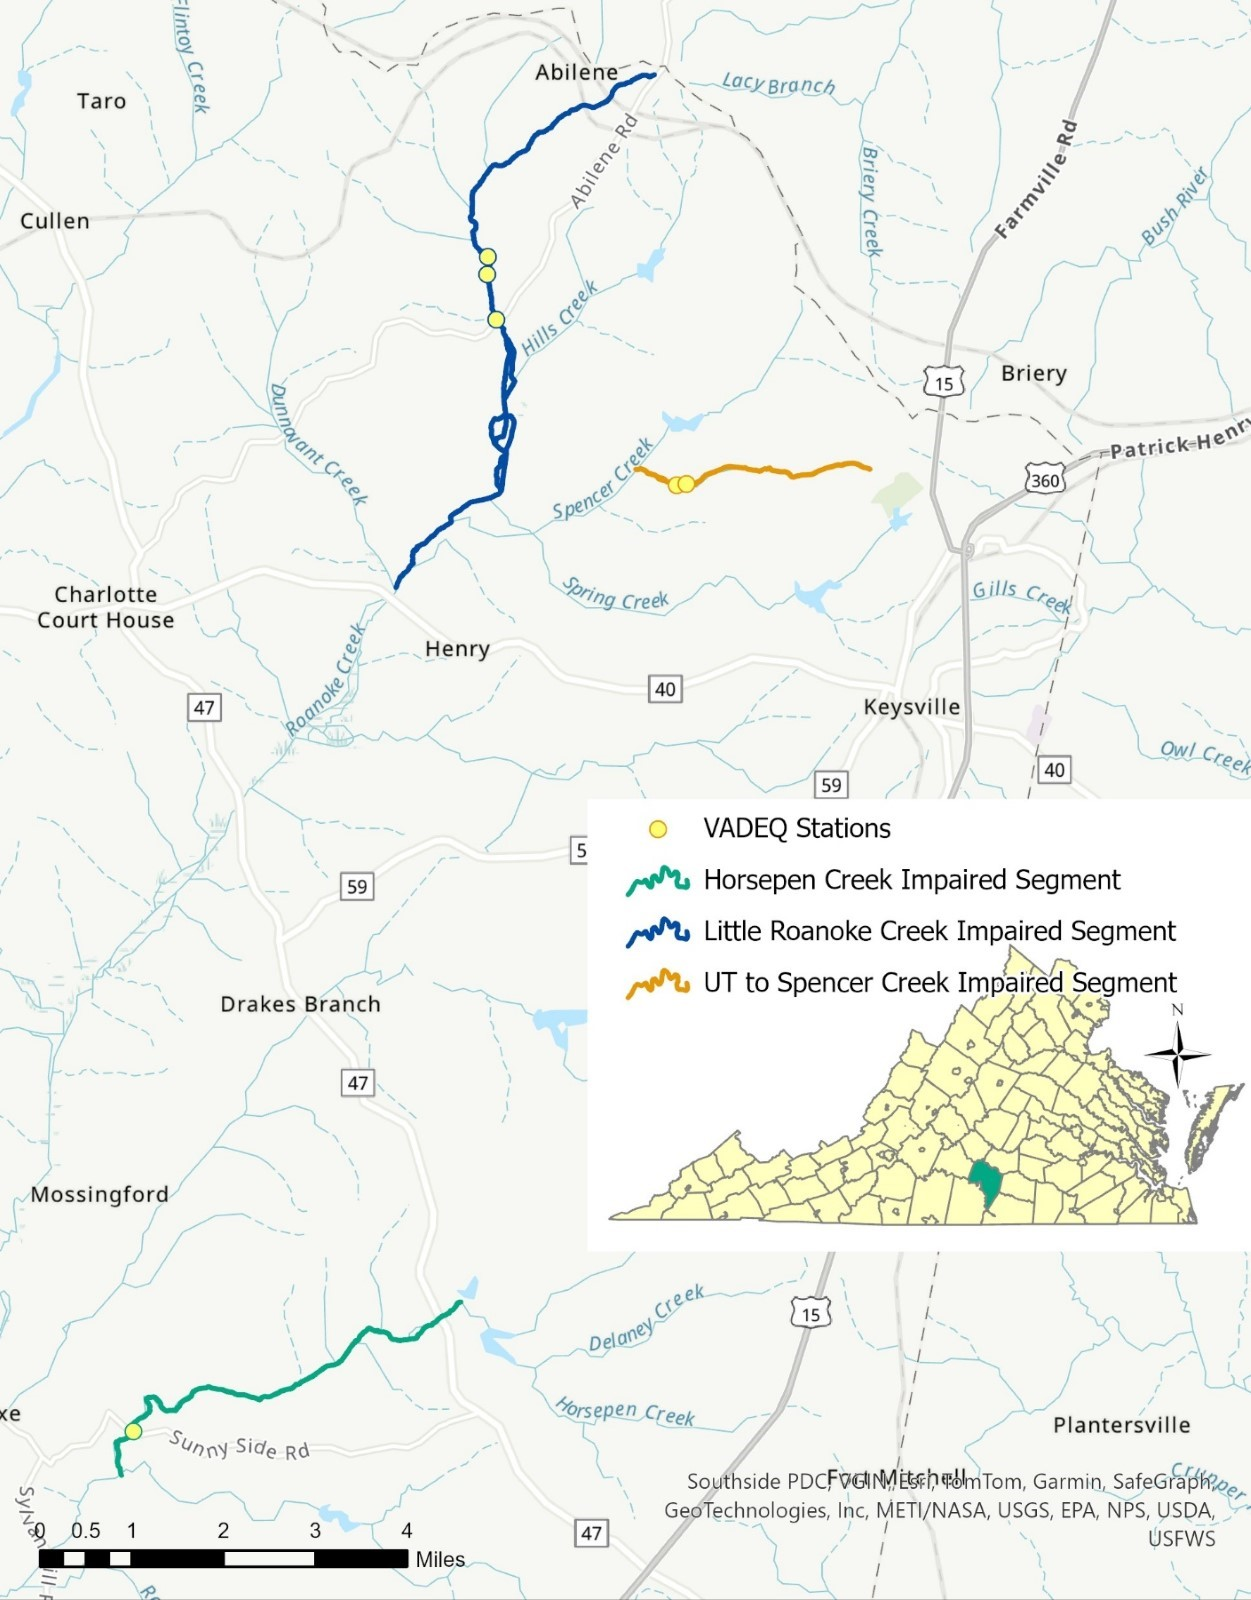 Flintoy Creek
Taro
Abilene
Lacy Branch
Abilene Rd
Farmville Rd
Briery Creek
Bush River
Cullen
Hills Creek
15
Briery
Dunnavant Creek
Patrick Henry
360
Spencer Creek
Spring Creek
Gills Creek
Charlotte
Court House
Henry
Roanoke Creek
47
40
Keysville
Owl Creek
40
59
VADEQ Stations
5
59
Horsepen Creek Impaired Segment
Little Roanoke Creek Impaired Segment
UT to Spencer Creek Impaired Segment
Drakes Branch
N
47
Mossingford
Delaney Creek
15
xe
Horsepen Creek
Plantersville
Sunny Side Rd
Fort Mitchell
Southside PDC, VGIN, Esri, TomTom, Garmin, SafeGraph,
GeoTechnologies, Inc, METI/NASA, USGS, EPA, NPS, USDA,
USFWS
47
0 0.5 1 2 3 4
Miles